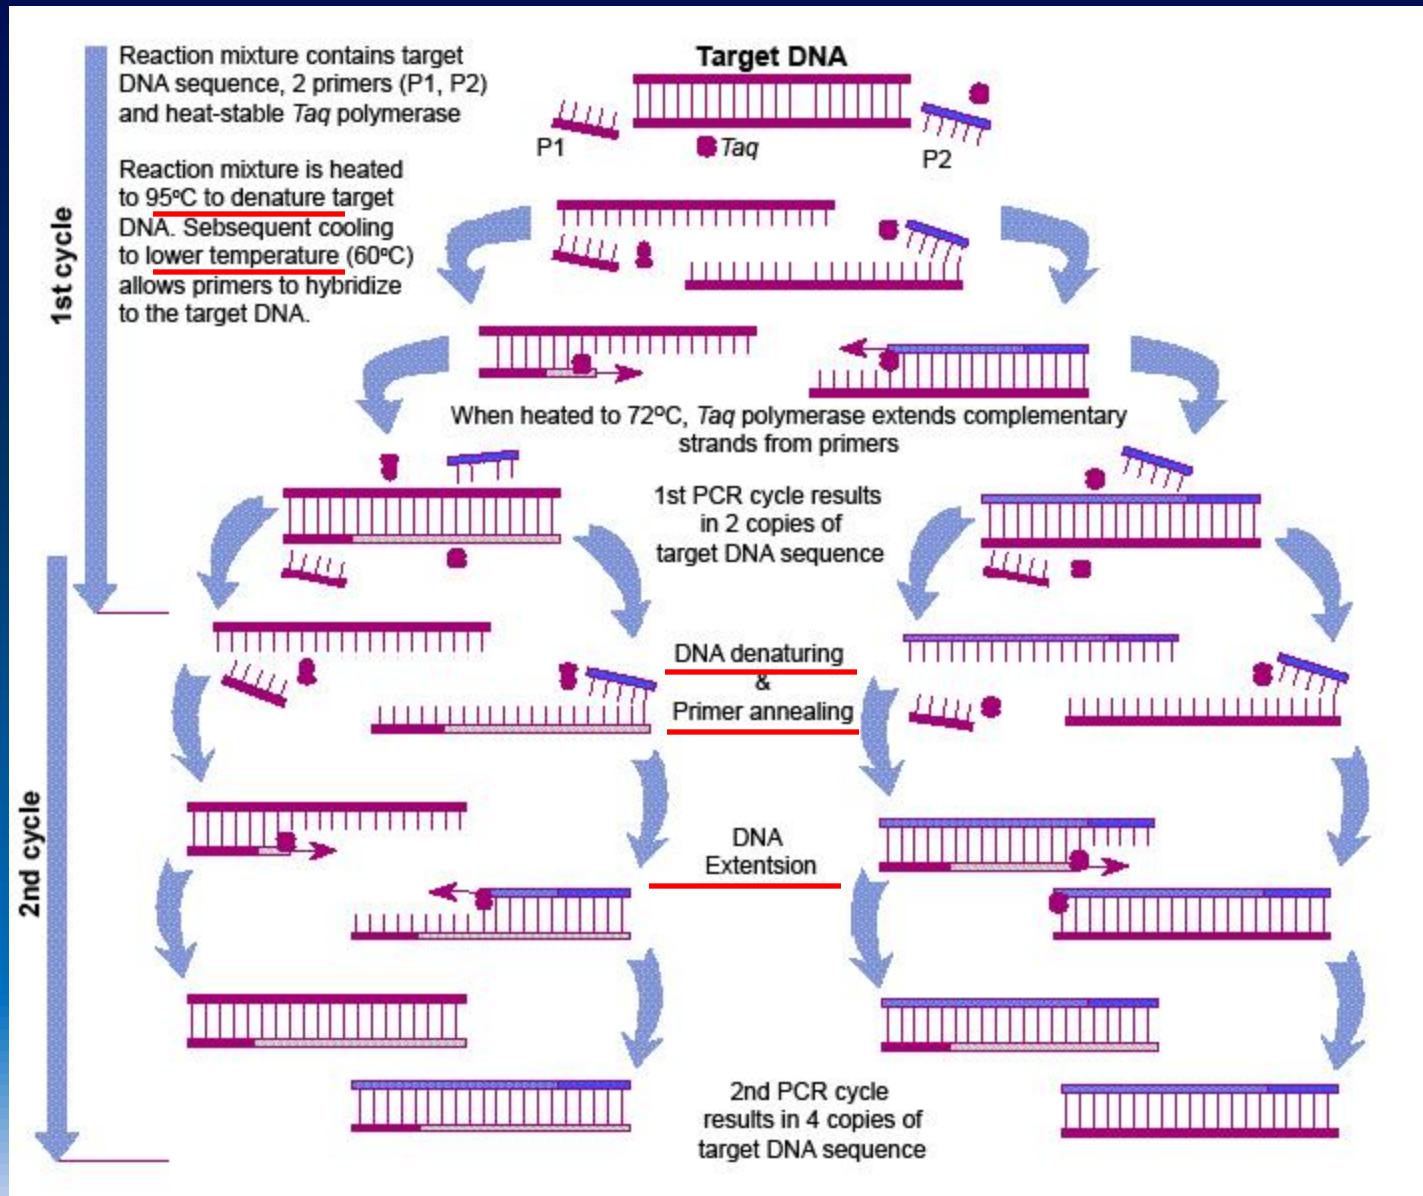 Target DNA
Reaction mixture contains target
DNA sequence, 2 primers (P1, P2)
and heat-stable Taq polymerase
P1
Taq
P2
Reaction mixture is heated
to 95ºC to denature target
DNA. Sebsequent cooling
to lower temperature (60ºC)
allows primers to hybridize
to the target DNA.
1st cycle
When heated to 72ºC, Taq polymerase extends complementary
strands from primers
1st PCR cycle results
in 2 copies of
target DNA sequence
DNA denaturing
&
Primer annealing
2nd cycle
DNA
Extentsion
2nd PCR cycle
results in 4 copies of
target DNA sequence